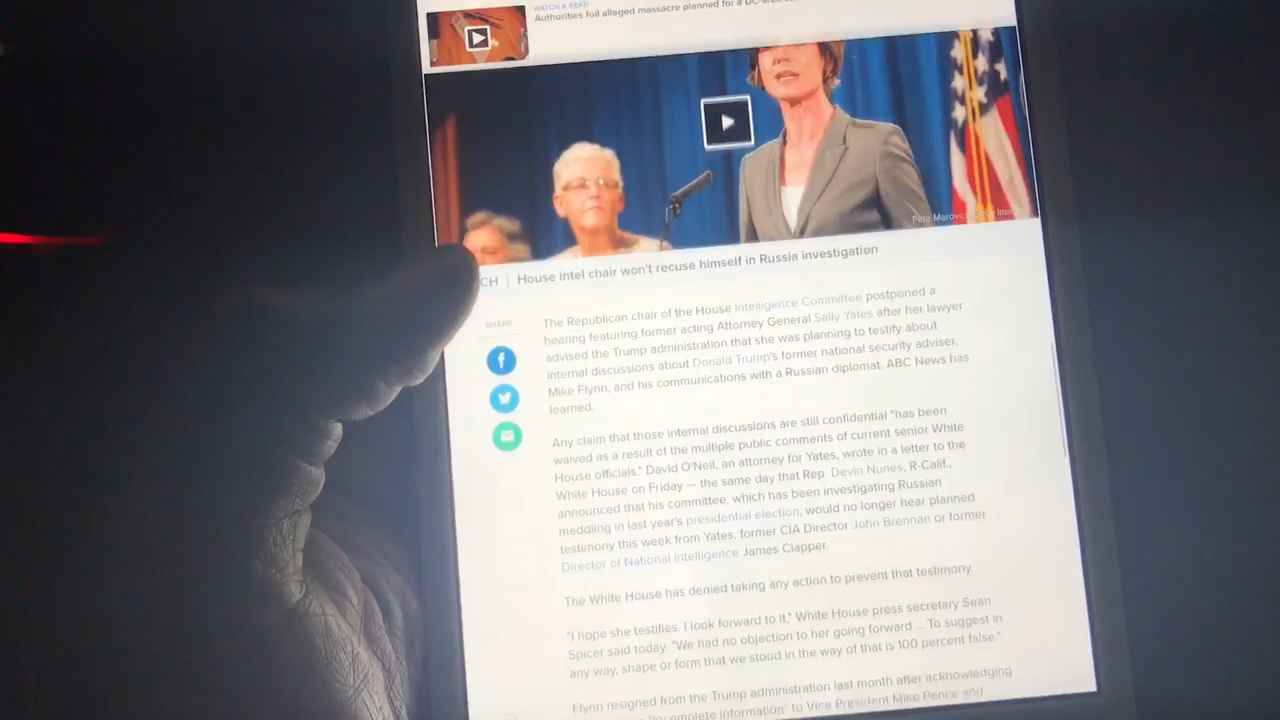 WATCH A READ
Authorities foil alleged massacre planned for a DC-area
Pete Marovich
CH | House intel chair won't recuse himself in Russia investigation
SHARE
The Republican chair of the House Intelligence Committee postponed a
hearing featuring former acting Attorney General Sally Yates after her lawyer
advised the Trump administration that she was planning to testify about
internal discussions about Donald Trump's former national security adviser,
Mike Flynn, and his communications with a Russian diplomat, ABC News has
learned.
Any claim that those internal discussions are still confidential "has been
waived as a result of the multiple public comments of current senior White
House officials," David O'Neil, an attorney for Yates, wrote in a letter to the
White House on Friday — the same day that Rep. Devin Nunes, R-Calif.,
announced that his committee, which has been investigating Russian
meddling in last year's presidential election, would no longer hear planned
testimony this week from Yates, former CIA Director John Brennan or former
Director of National Intelligence James Clapper.
The White House has denied taking any action to prevent that testimony.
"I hope she testifies. I look forward to it," White House press secretary Sean
Spicer said today. "We had no objection to her going forward ... To suggest in
any way, shape or form that we stood in the way of that is 100 percent false."
Flynn resigned from the Trump administration last month after acknowledging
"incomplete information" to Vice President Mike Pence and